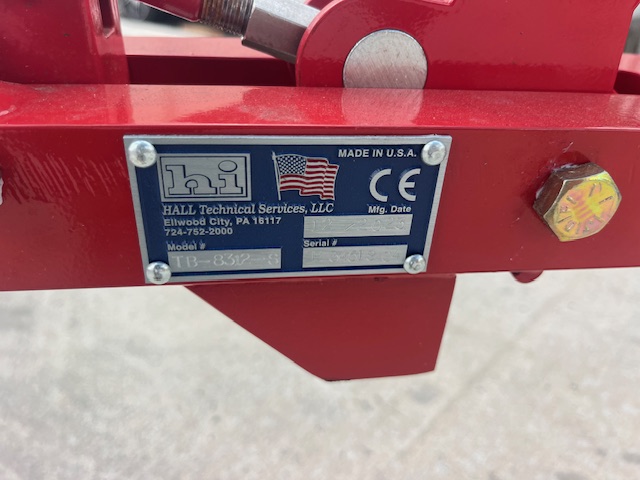 MADE IN U.S.A.
hi
CE
HALL Technical Services, LLC
Ellwood City, PA 16117
Mfg. Date
724-752-2000
Model #
Serial #
TB-8312-S